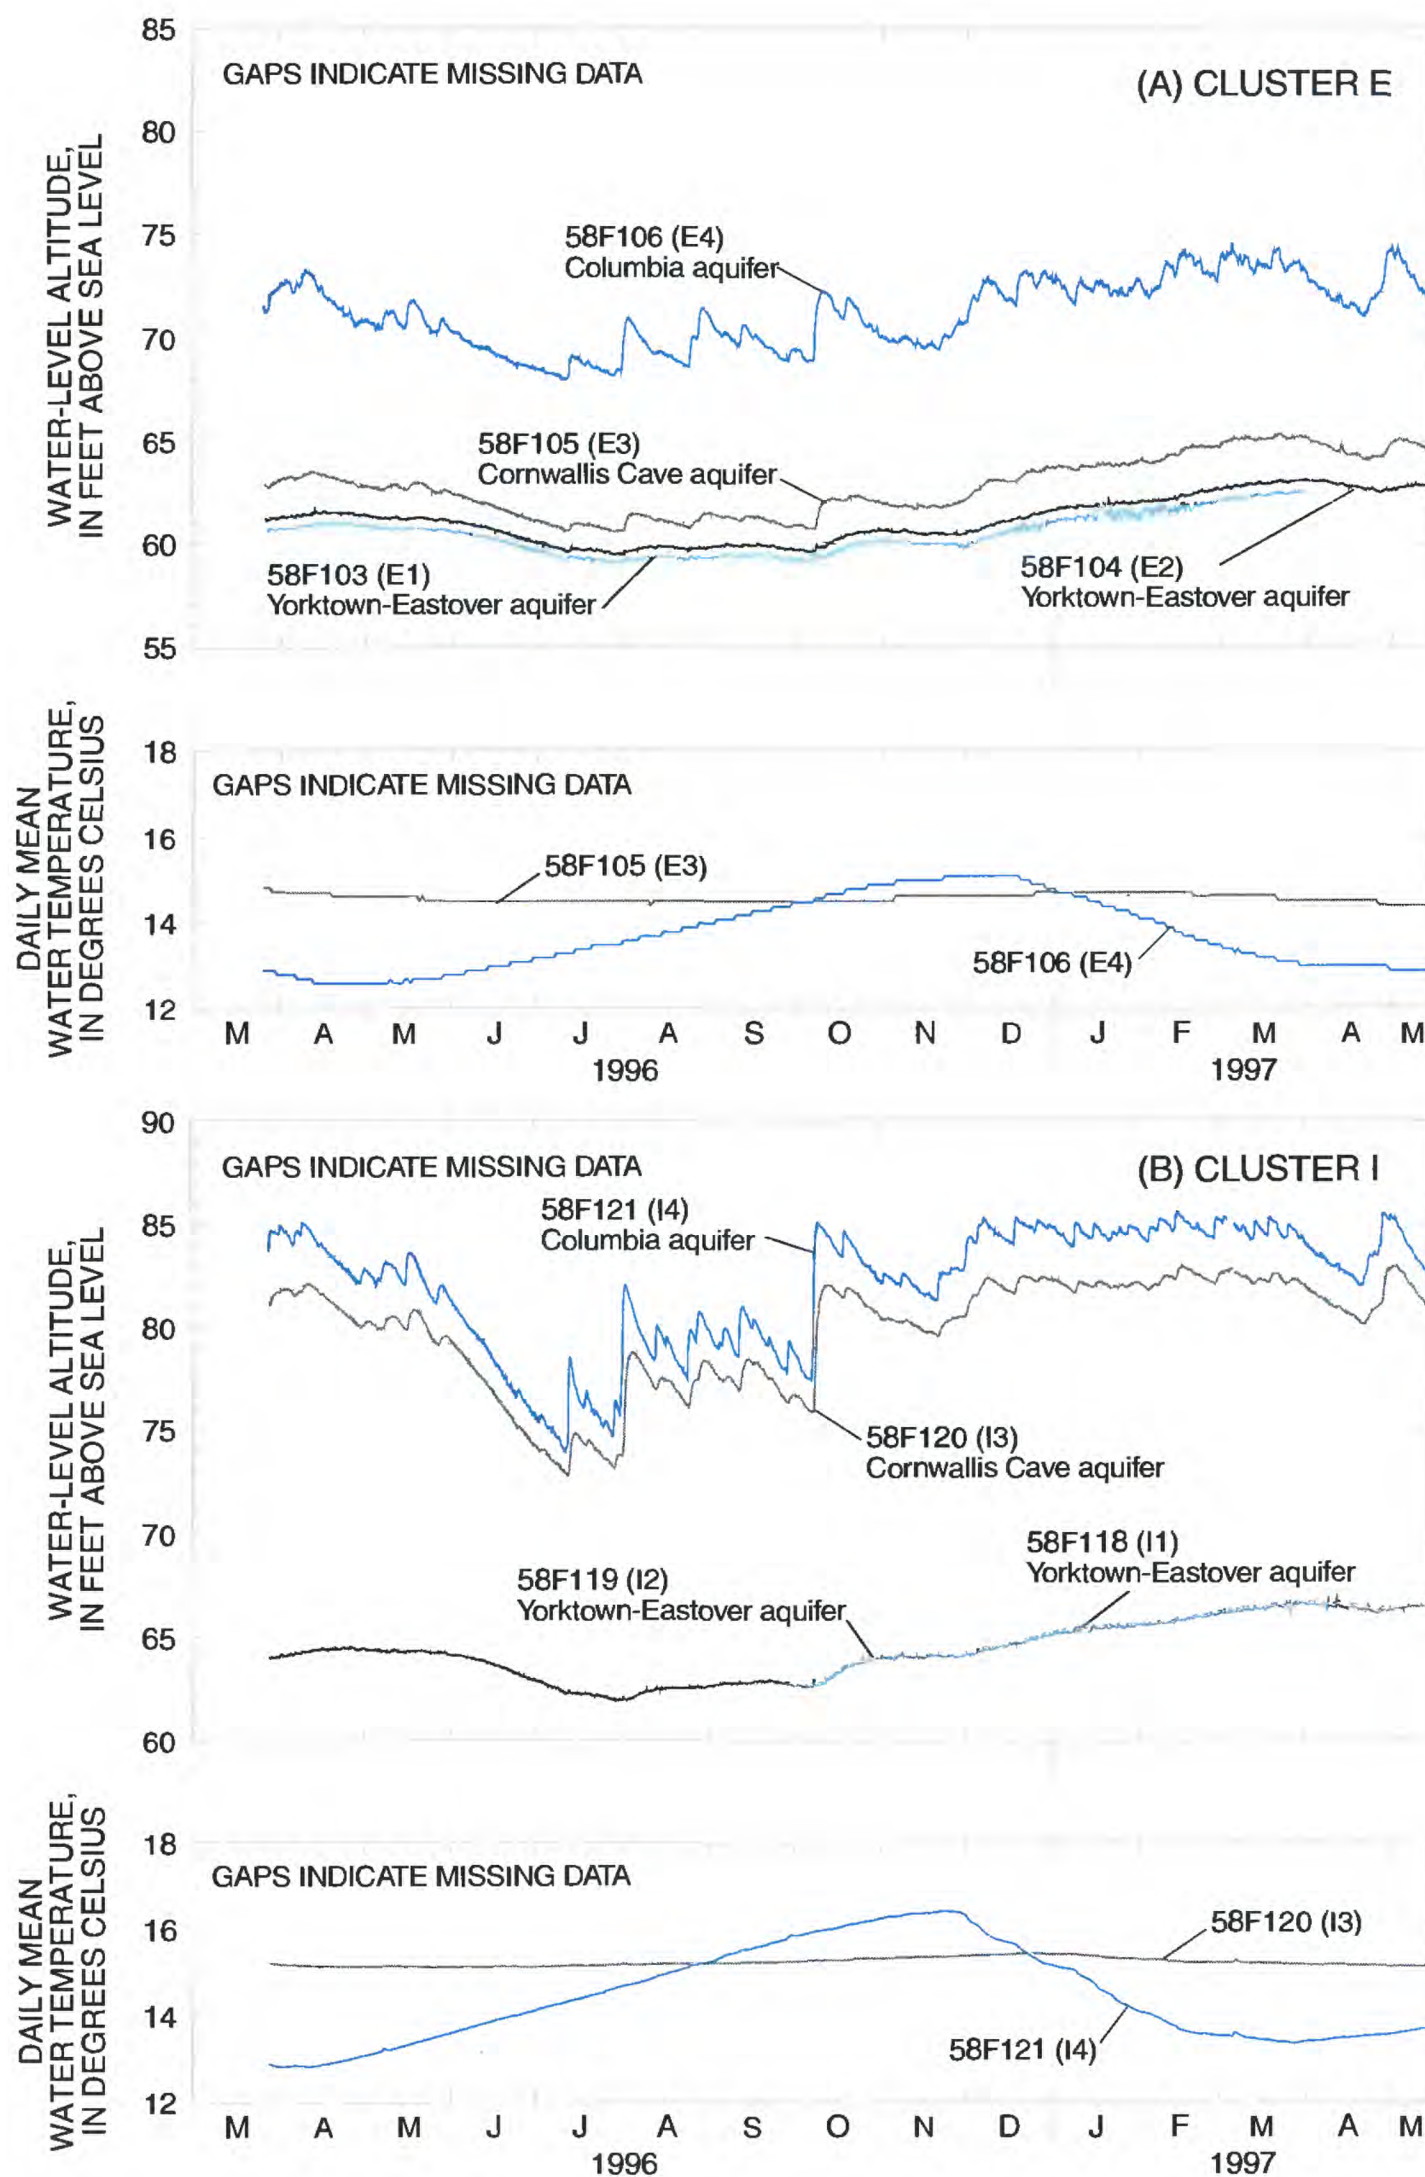 85
GAPS INDICATE MISSING DATA
(A) CLUSTER E
80
WATER-LEVEL ALTITUDE,
IN FEET ABOVE SEA LEVEL
75
58F106 (E4)
Columbia aquifer
70
65
58F105 (E3)
Cornwallis Cave aquifer
60
58F103 (E1)
Yorktown-Eastover aquifer
58F104 (E2)
Yorktown-Eastover aquifer
55
18
GAPS INDICATE MISSING DATA
DAILY MEAN
WATER TEMPERATURE,
IN DEGREES CELSIUS
16
58F105 (E3)
14
58F106 (E4)
12
M A M J J A S O N D J F M A M
1996 1997
90
GAPS INDICATE MISSING DATA
(B) CLUSTER I
58F121 (I4)
Columbia aquifer
85
WATER-LEVEL ALTITUDE,
IN FEET ABOVE SEA LEVEL
80
75
58F120 (I3)
Cornwallis Cave aquifer
70
58F118 (I1)
Yorktown-Eastover aquifer
58F119 (I2)
Yorktown-Eastover aquifer
65
60
18
GAPS INDICATE MISSING DATA
DAILY MEAN
WATER TEMPERATURE,
IN DEGREES CELSIUS
16
58F120 (I3)
14
58F121 (I4)
12
M A M J J A S O N D J F M A M
1996 1997